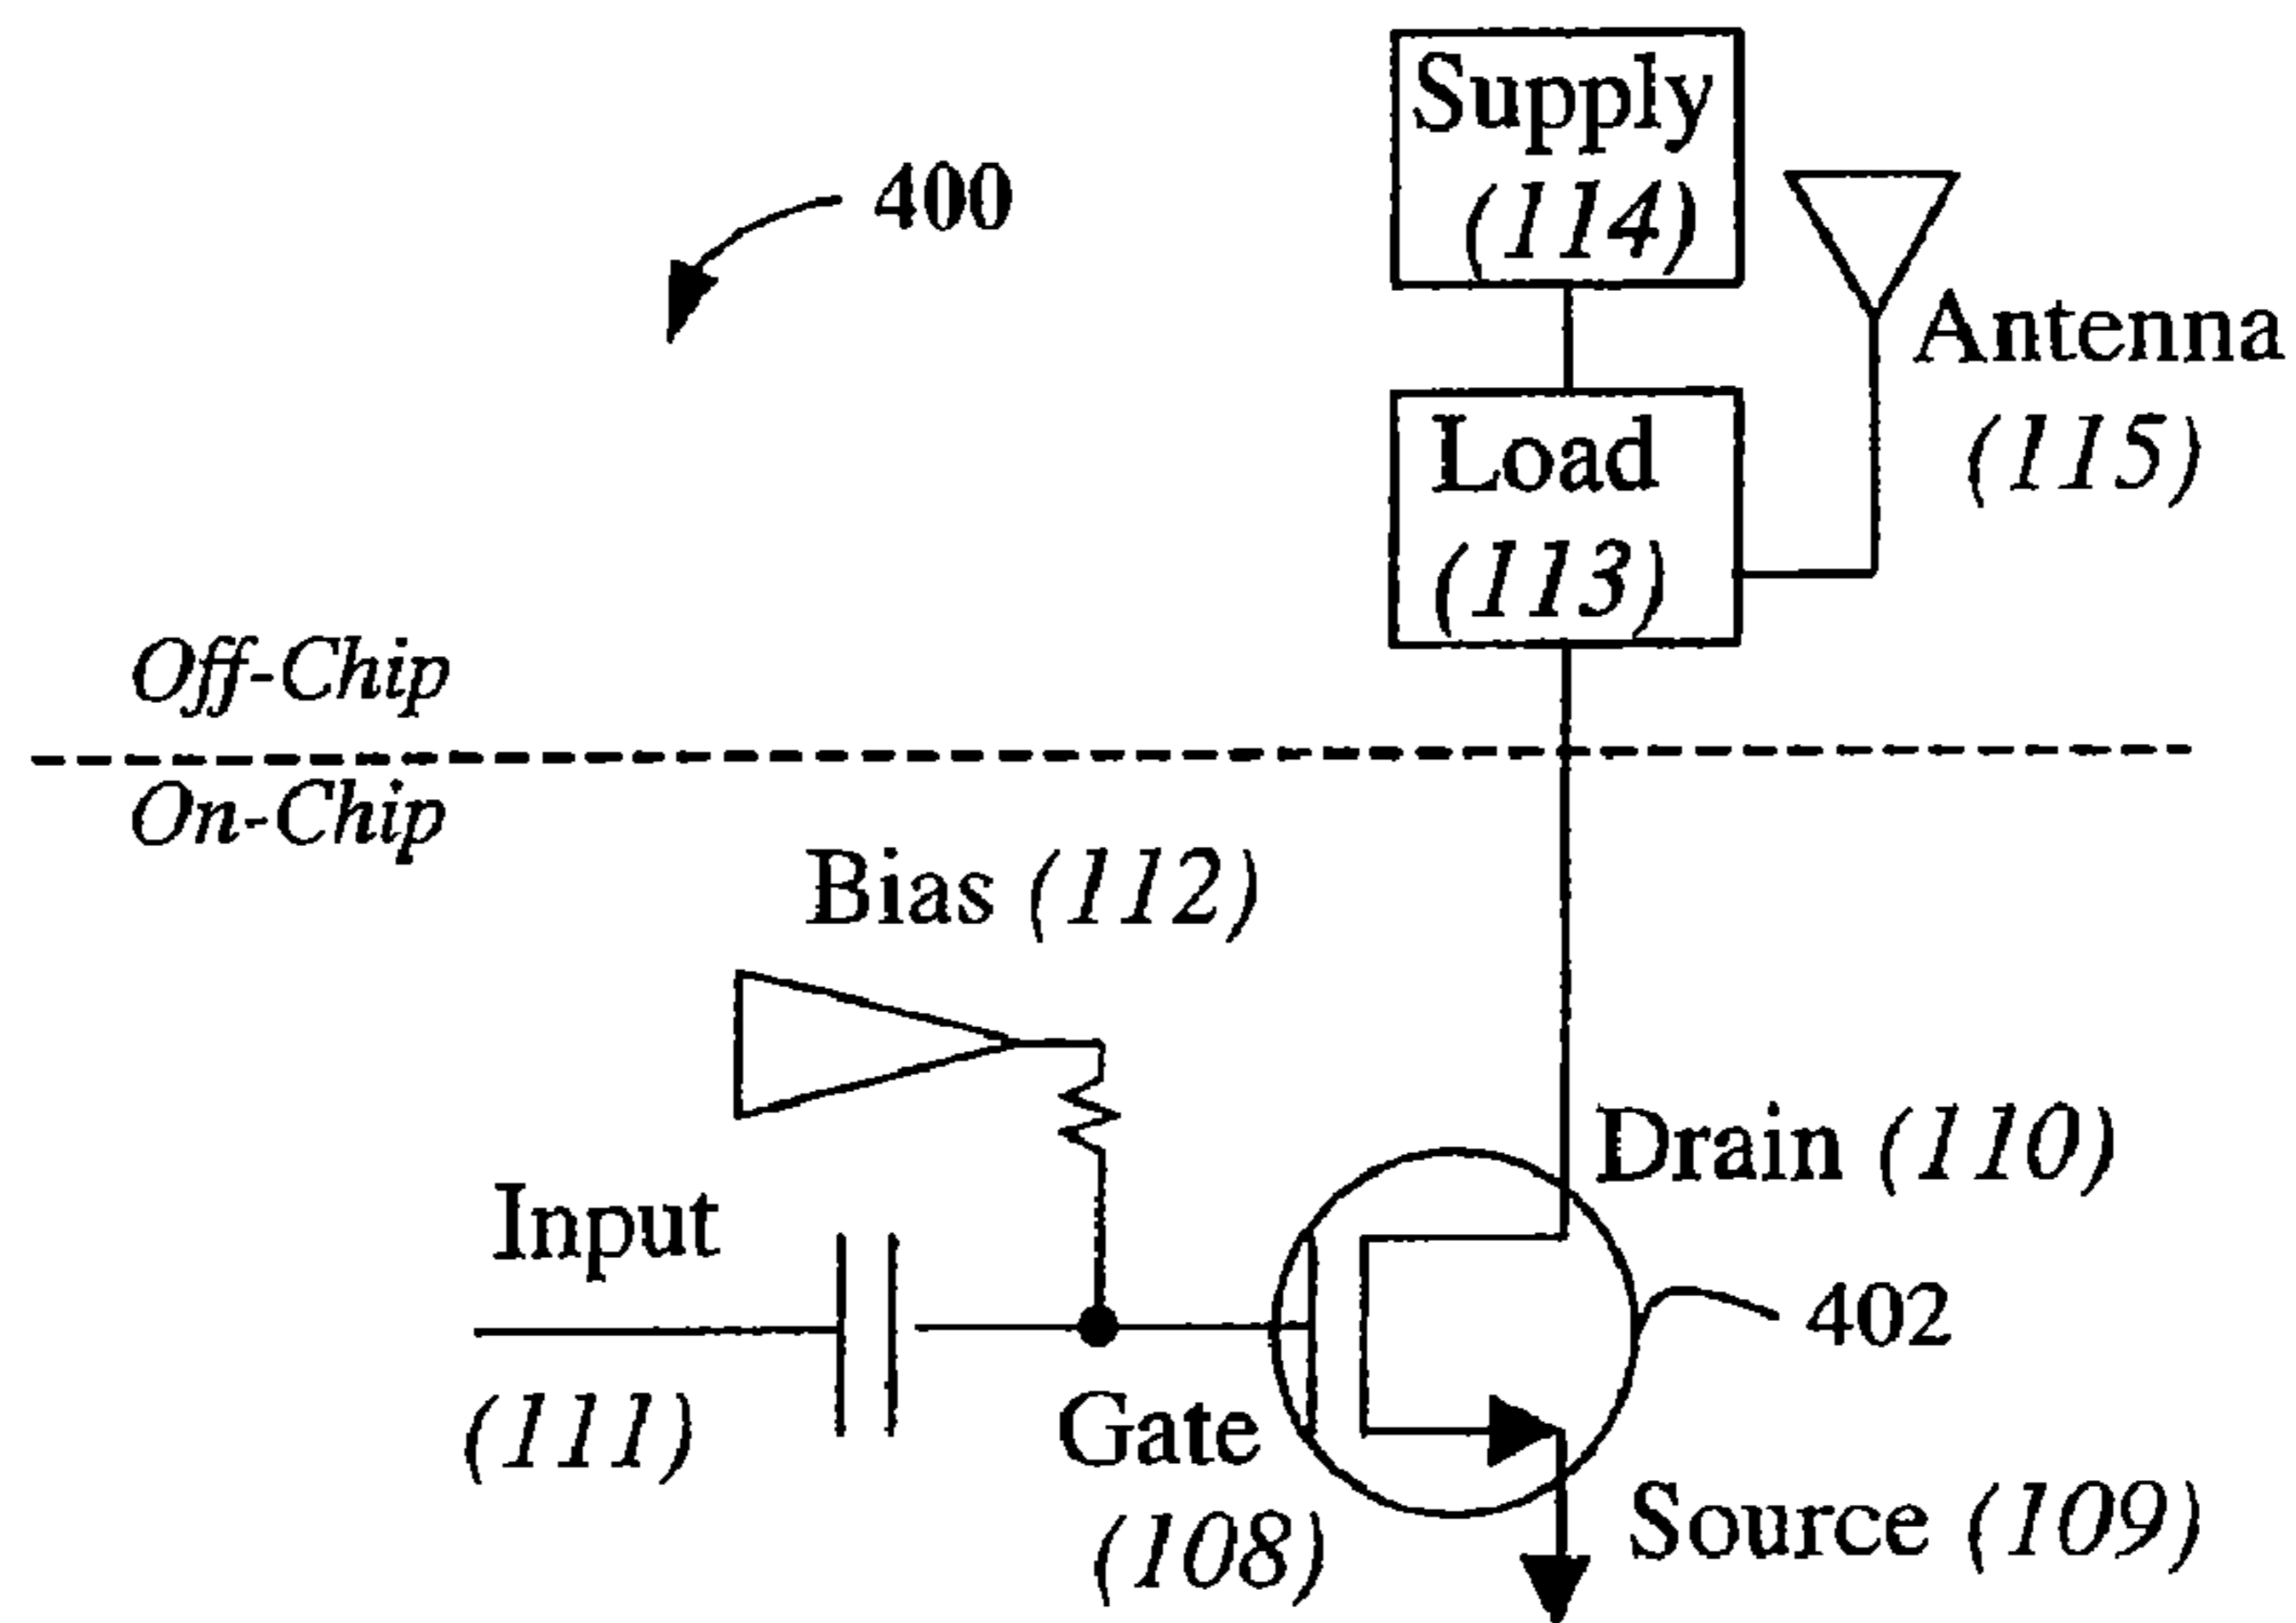 Supply
(114)
400
Antenna
(115)
Load
(113)
Off-Chip
On-Chip
Bias (112)
Drain (110)
Input
(111)
402
Gate
(108)
Source (109)